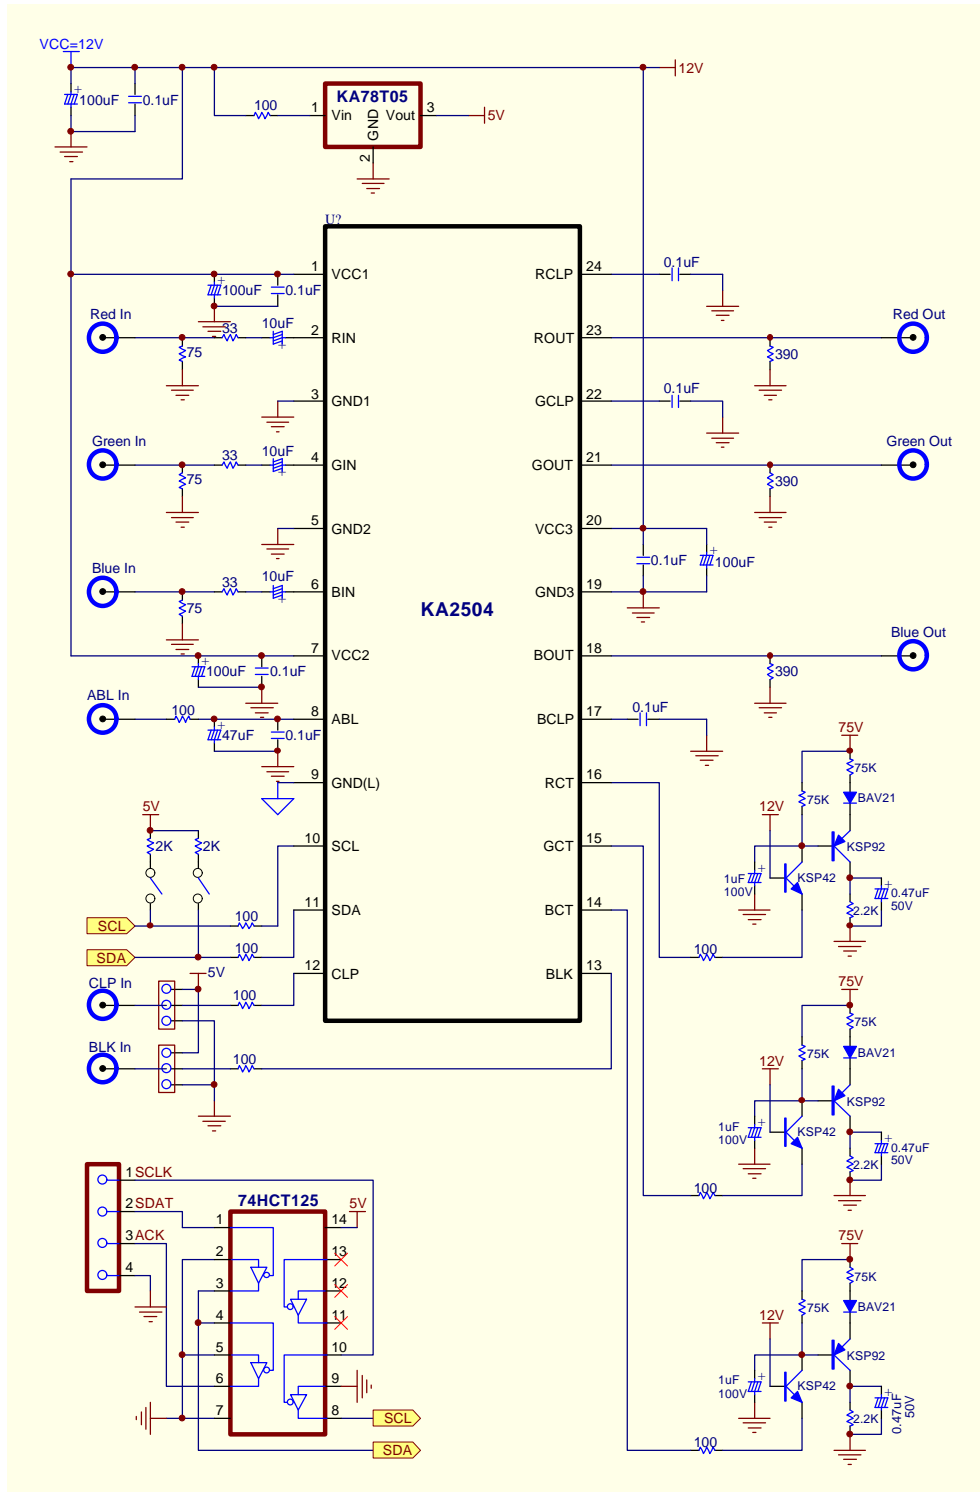 VCC=12V
12V
100uF
0.1uF
100
KA78T05
1
Vin
GND
Vout
3
5V
2
U?
KA2504
1
VCC1
100uF
0.1uF
Red In
75
33
10uF
2
RIN
3
GND1
Green In
75
33
10uF
4
GIN
5
GND2
Blue In
75
33
10uF
6
BIN
7
VCC2
100uF
0.1uF
ABL In
100
47uF
0.1uF
8
ABL
9
GND(L)
5V
2K
2K
10
SCL
11
SDA
SCL
100
SDA
100
12
CLP
CLP In
5V
100
BLK In
100
RCLP
24
0.1uF
ROUT
23
390
Red Out
GCLP
22
0.1uF
GOUT
21
390
Green Out
VCC3
20
0.1uF
100uF
GND3
19
BOUT
18
390
Blue Out
BCLP
17
0.1uF
RCT
16
GCT
15
BCT
14
BLK
13
75V
75K
75K
BAV21
12V
KSP92
1uF
100V
KSP42
0.47uF
50V
2.2K
100
75V
75K
75K
BAV21
12V
KSP92
1uF
100V
KSP42
0.47uF
50V
2.2K
100
75V
75K
75K
BAV21
12V
KSP92
1uF
100V
KSP42
0.47uF
50V
2.2K
100
1
SCLK
2
SDAT
3
ACK
4
74HCT125
5V
1
14
2
13
3
12
4
11
5
10
6
9
7
8
SCL
SDA